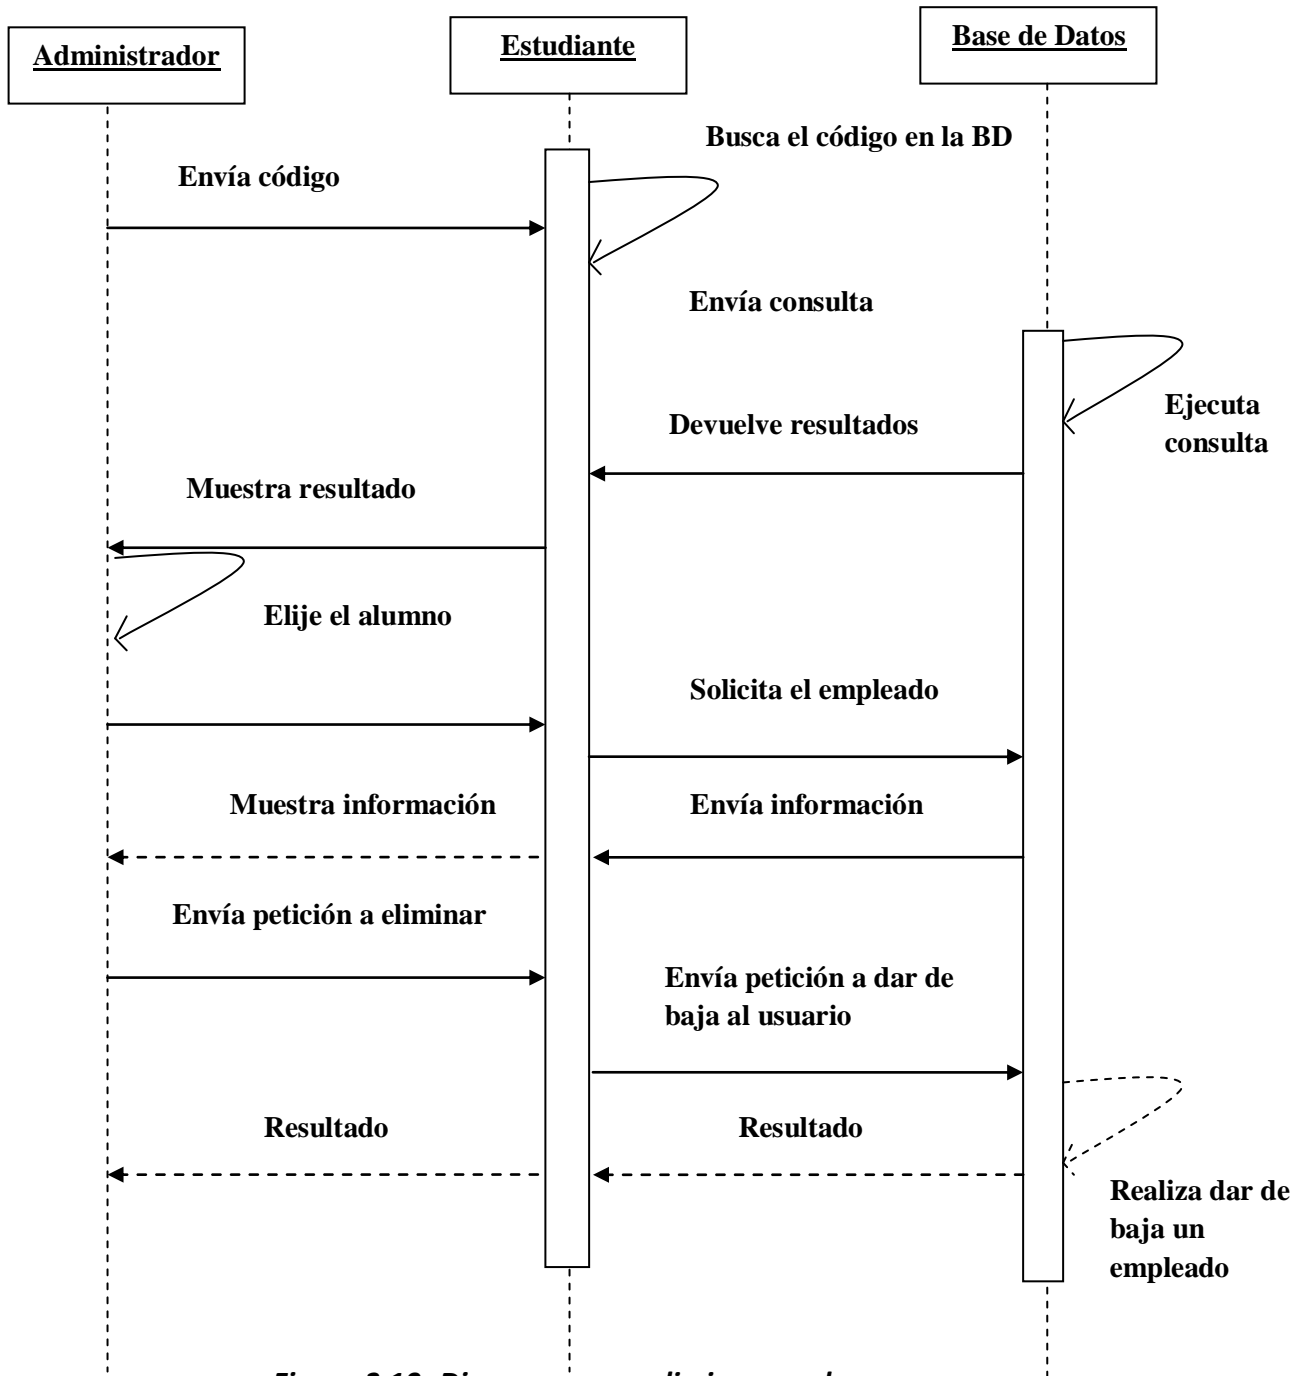 Administrador
Estudiante
Base de Datos
Busca el código en la BD
Envía código
Envía consulta
Ejecuta
consulta
Devuelve resultados
Muestra resultado
Elije el alumno
Solicita el empleado
Muestra información
Envía información
Envía petición a eliminar
Envía petición a dar de
baja al usuario
Resultado
Resultado
Realiza dar de
baja un
empleado